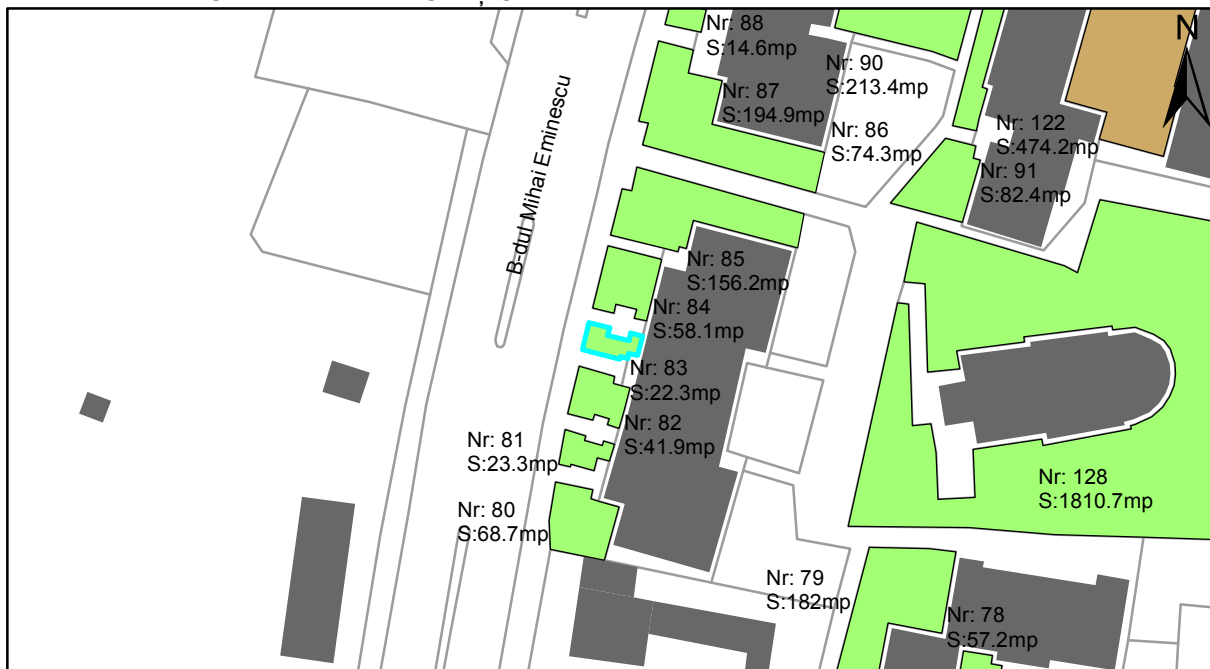 Nr: 88
S:14.6mp
N
Nr: 90
S:213.4mp
Nr: 87
S:194.9mp
Nr: 86
S:74.3mp
Nr: 122
S:474.2mp
Nr: 91
S:82.4mp
B-dul Mihai Eminescu
Nr: 85
S:156.2mp
Nr: 84
S:58.1mp
Nr: 83
S:22.3mp
Nr: 82
S:41.9mp
Nr: 81
S:23.3mp
Nr: 128
S:1810.7mp
Nr: 80
S:68.7mp
Nr: 79
S:182mp
Nr: 78
S:57.2mp